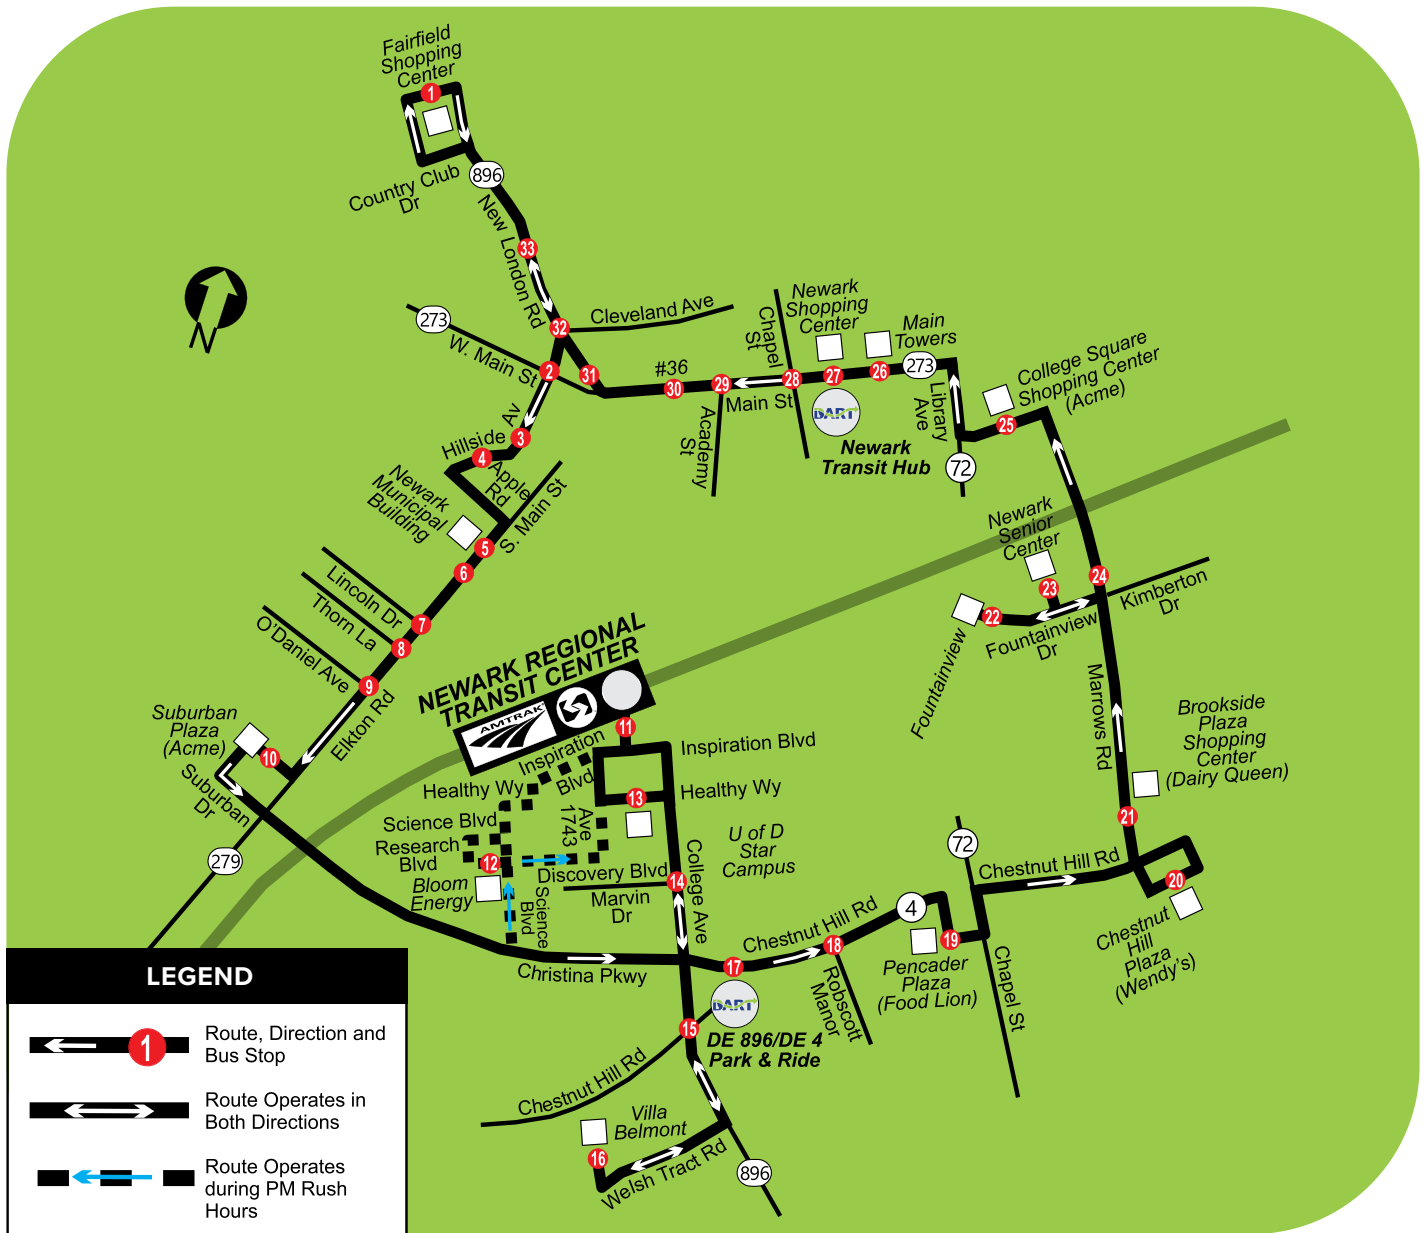 Fairfield
Shopping
Center
1
Country Club
Dr
896
New London Rd
33
32
Cleveland Ave
273
W. Main St
2
31
#36
30
29
Main St
28
Chapel
St
Newark
Shopping
Center
27
Main
Towers
26
273
Library
Ave
Academy
St
DART
Newark
Transit Hub
72
College Square
Shopping Center
(Acme)
25
N
Hillside Av
3
4
Apple
Rd
S. Main St
Newark
Municipal
Building
5
6
Lincoln Dr
7
Thorn La
8
O'Daniel Ave
9
Elkton Rd
Suburban
Plaza
(Acme)
10
Suburban
Dr
279
Newark
Senior
Center
23
24
Kimberton
Dr
22
Fountainview
Dr
Fountainview
Marrows Rd
Brookside
Plaza
Shopping
Center
(Dairy Queen)
21
NEWARK REGIONAL
TRANSIT CENTER
AMTRAK
11
Inspiration
Blvd
Inspiration Blvd
Healthy Wy
Healthy Wy
13
Ave
1743
Science Blvd
Research
Blvd
12
Bloom
Energy
Discovery Blvd
Science
Blvd
Marvin
Dr
14
College Ave
U of D
Star
Campus
Christina Pkwy
17
Chestnut Hill Rd
18
Robscott
Manor
4
19
Pencader
Plaza
(Food Lion)
72
Chapel St
Chestnut Hill Rd
20
Chestnut
Hill
Plaza
(Wendy's)
DART
DE 896/DE 4
Park & Ride
15
Chestnut Hill Rd
Villa
Belmont
16
Welsh Tract Rd
896
LEGEND
1
Route, Direction and
Bus Stop
Route Operates in
Both Directions
Route Operates
during PM Rush
Hours